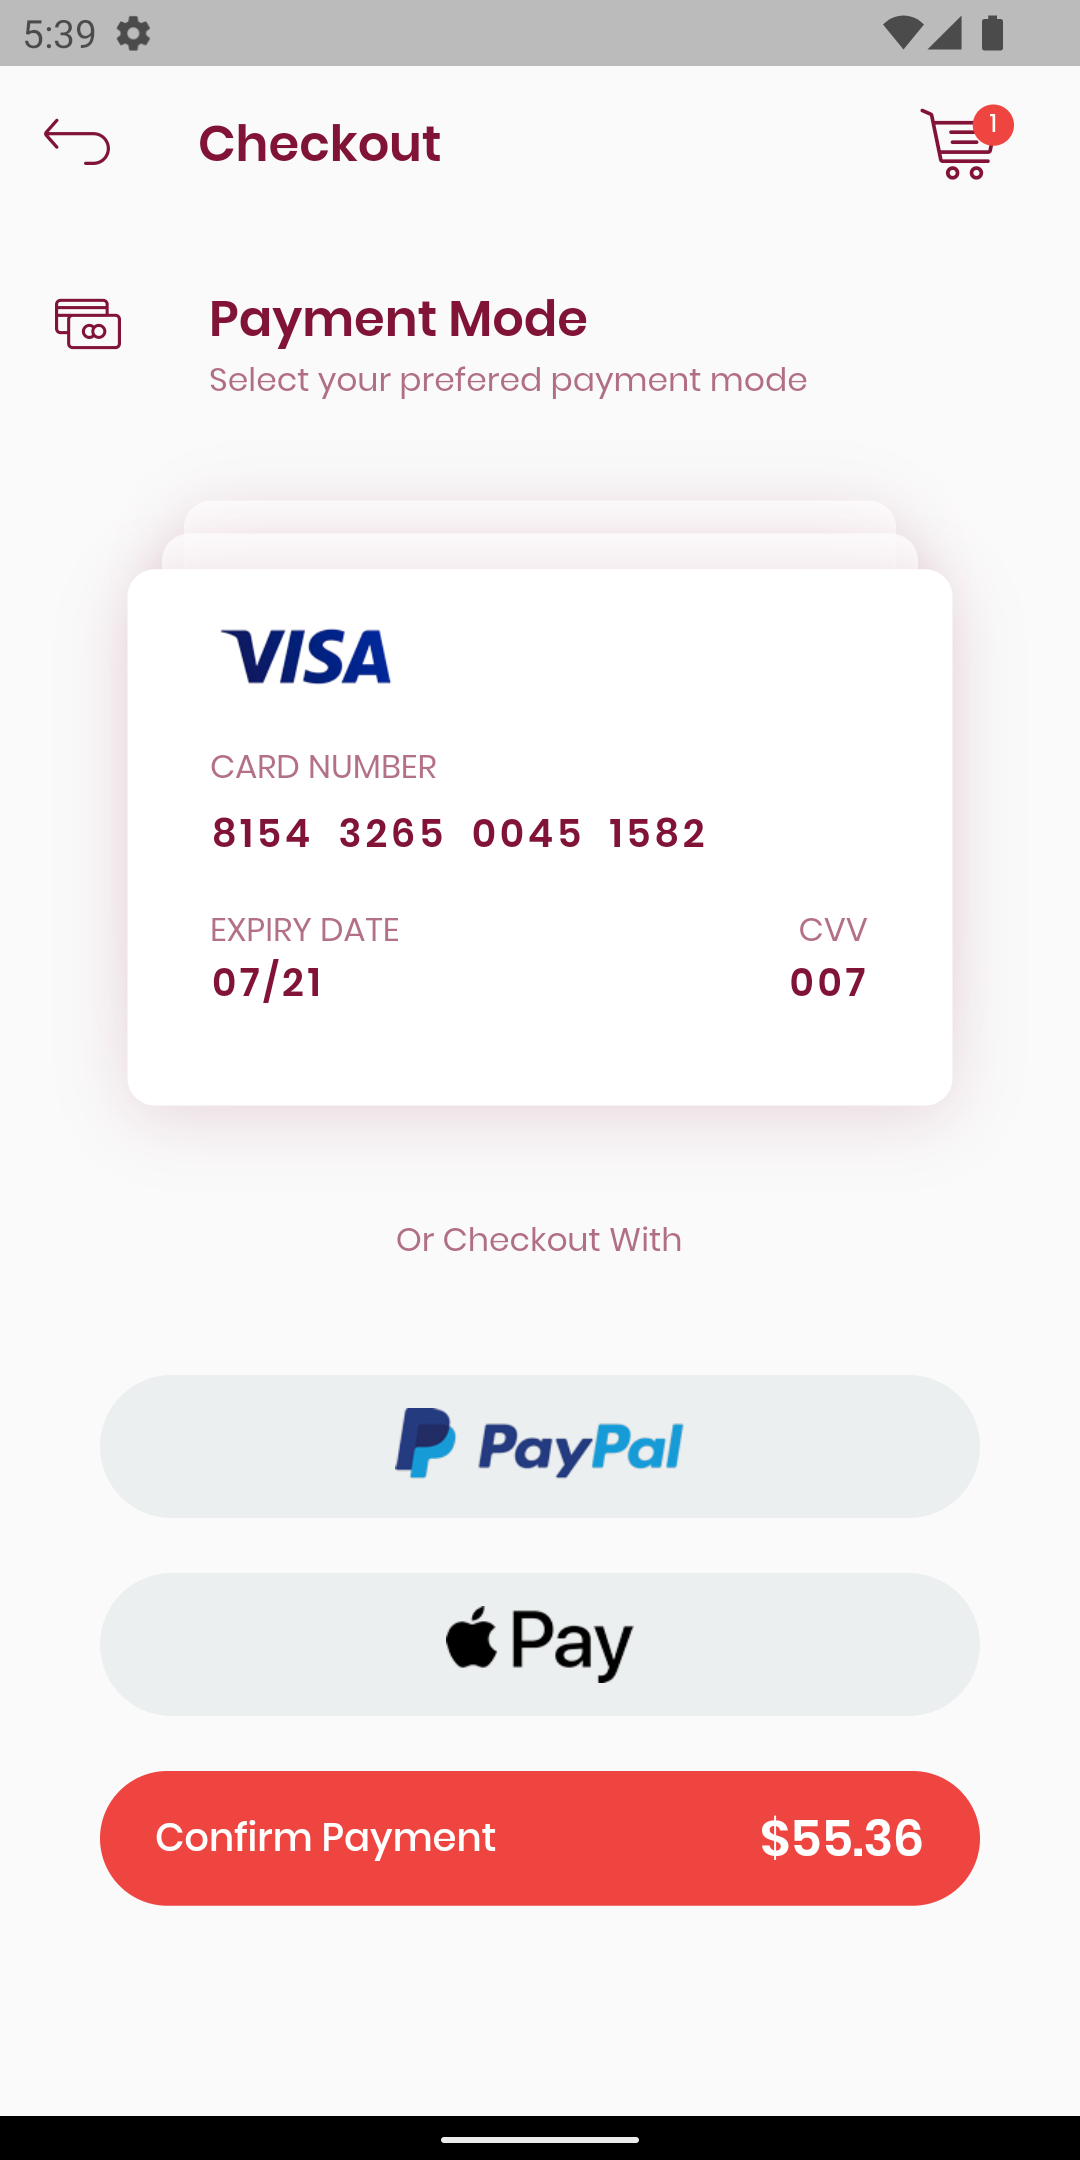 5:39
Checkout
1
Payment Mode
Select your prefered payment mode
VISA
CARD NUMBER
8154 3265 0045 1582
EXPIRY DATE
CVV
07/21
007
Or Checkout With
PayPal
Pay
Confirm Payment
$55.36